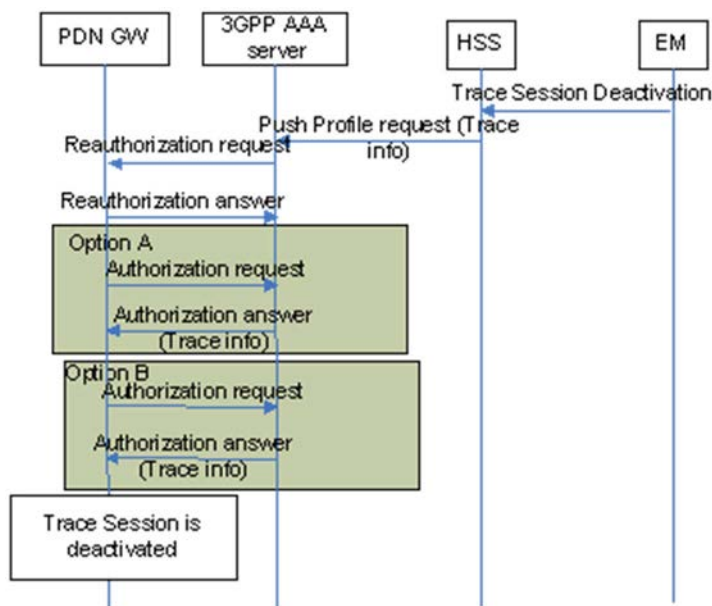 PDN GW
3GPP AAA
server
HSS
EM
Trace Session Deactivation
Push Profile request (Trace
info)
Reauthorization request
Reauthorization answer
Option A
Authorization request
Authorization answer
(Trace info)
Option B
Authorization request
Authorization answer
(Trace info)
Trace Session is
deactivated